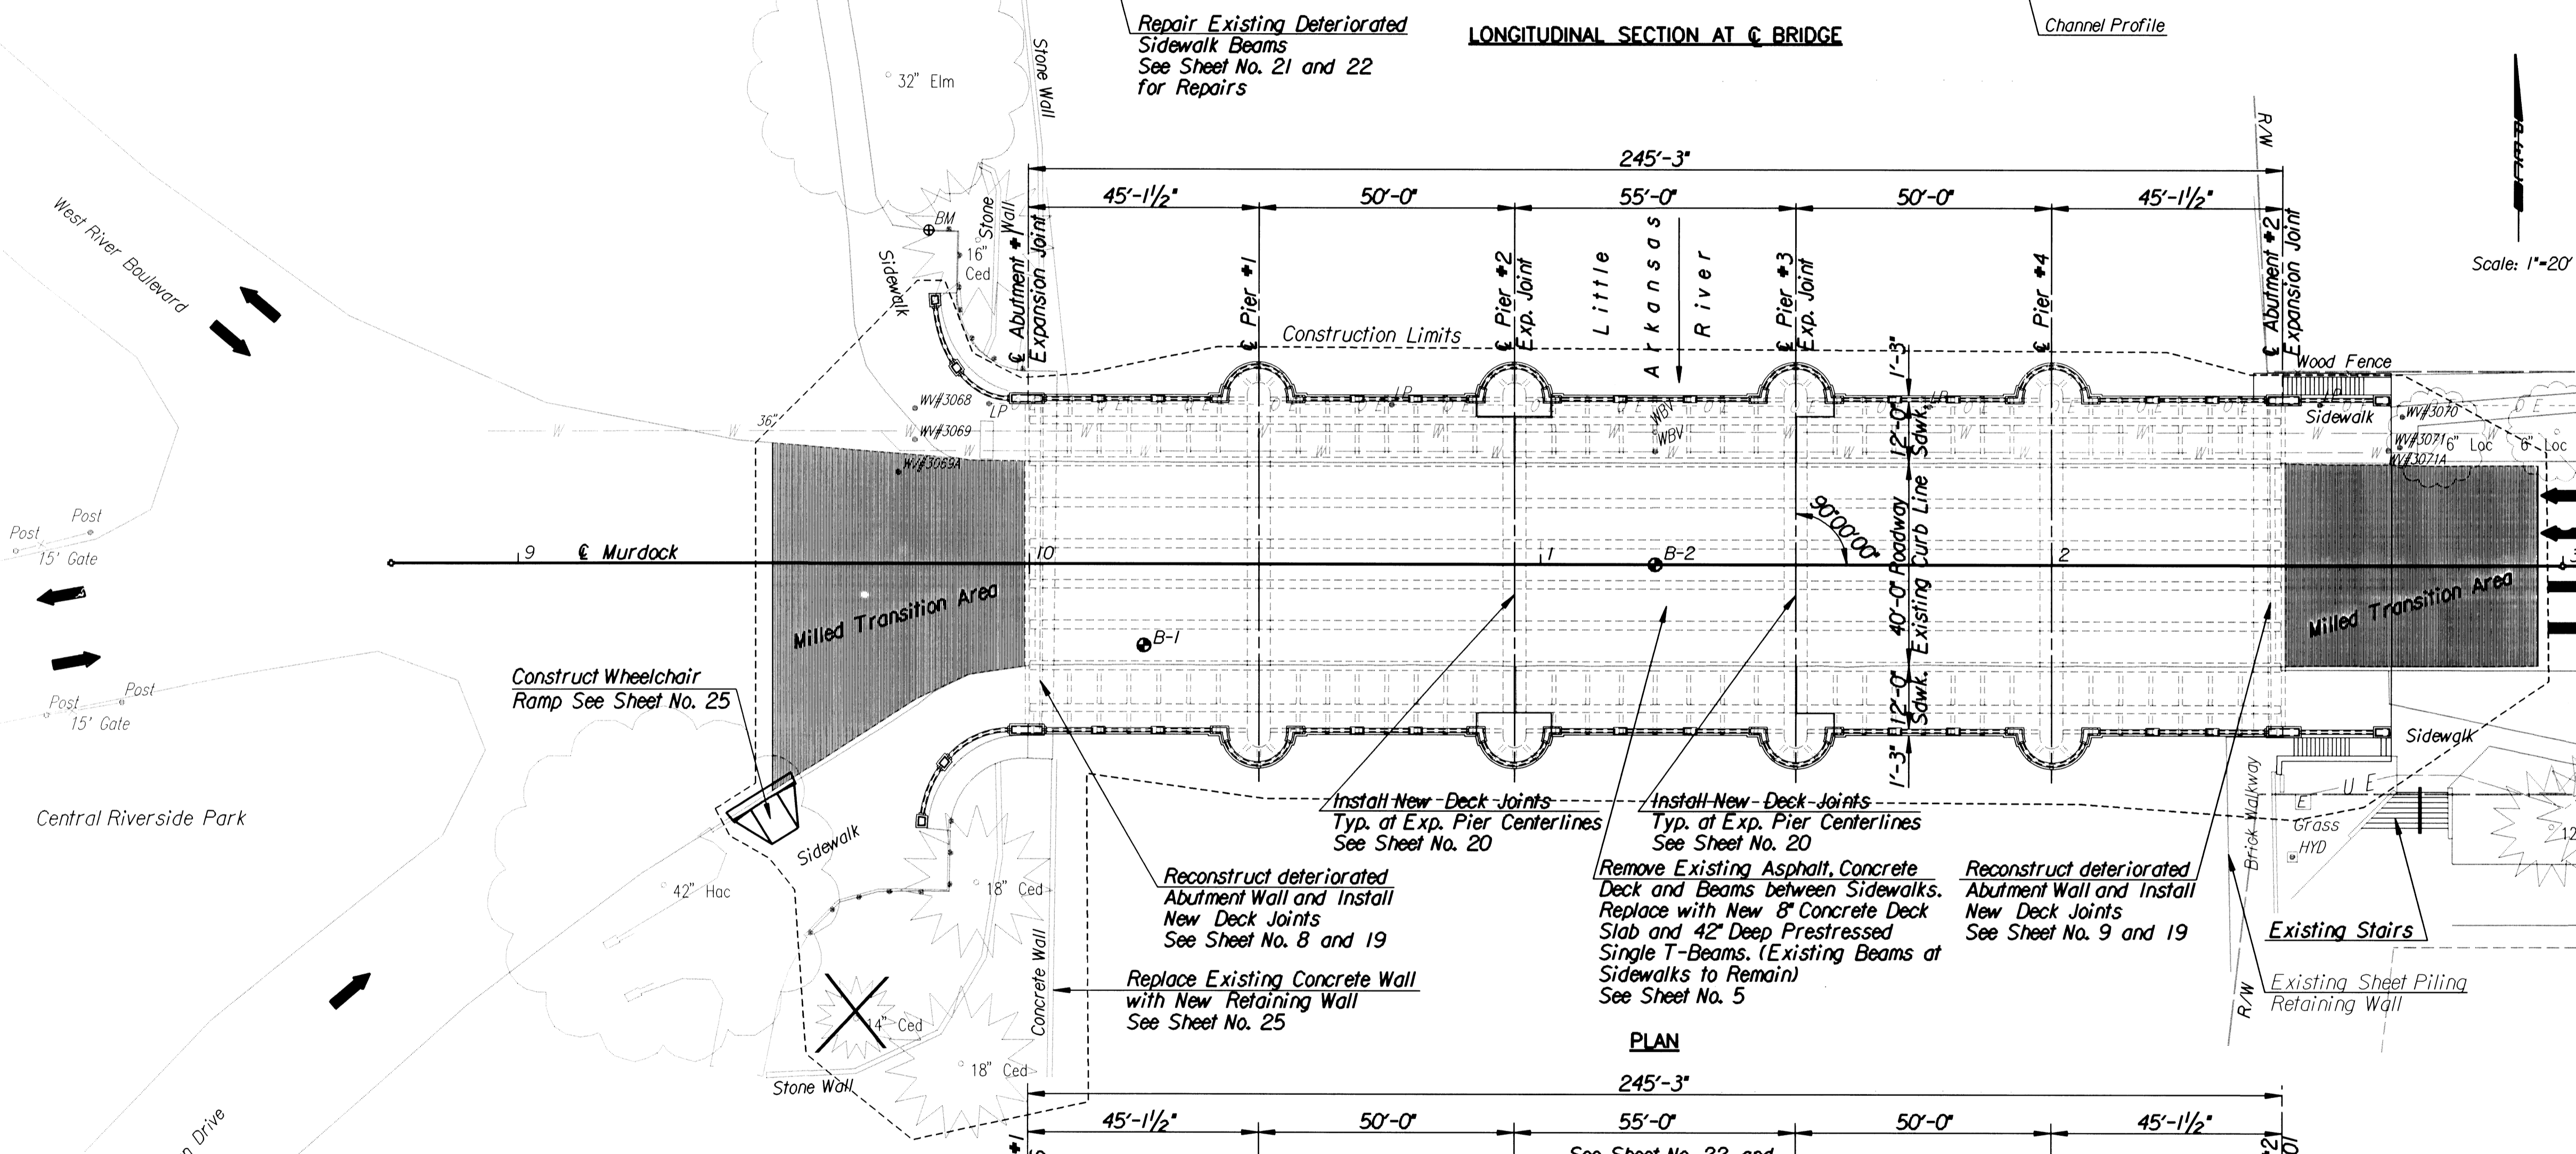 Repair Existing Deteriorated
Sidewalk Beams
See Sheet No. 21 and 22
for Repairs
LONGITUDINAL SECTION AT ℄ BRIDGE
Channel Profile
32" Elm
Stone Wall
R/W
245'-3"
45'-1½"
50'-0"
55'-0"
50'-0"
45'-1½"
West River Boulevard
BM
Stone
Wall
16"
Ced
Sidewalk
℄ Abutment #1
Expansion Joint
℄ Pier #1
℄ Pier #2
Exp. Joint
Little
Arkansas
River
℄ Pier #3
Exp. Joint
℄ Pier #4
℄ Abutment #2
Expansion Joint
Scale: 1"=20'
Construction Limits
1'-3"
Wood Fence
WV#3068
LP
LP
LP
WV#3069
WV#3069A
36"
WBV
WBV
12'-0"
Sdwk.
Sidewalk
WV#3070
WV#3071
6" Loc
6" Loc
WV#3071A
Post
Post
15' Gate
9
℄ Murdock
10
1
B-2
2
90°00'00"
40'-0" Roadway
Existing Curb Line
Milled Transition Area
Milled Transition Area
B-1
Post
Post
15' Gate
Construct Wheelchair
Ramp See Sheet No. 25
12'-0"
Sdwk.
1'-3"
Sidewalk
Central Riverside Park
Sidewalk
Install New Deck Joints
Typ. at Exp. Pier Centerlines
See Sheet No. 20
Install New Deck Joints
Typ. at Exp. Pier Centerlines
See Sheet No. 20
Brick Walkway
U E
E
Grass
HYD
12
42" Hac
18" Ced
Reconstruct deteriorated
Abutment Wall and Install
New Deck Joints
See Sheet No. 8 and 19
Remove Existing Asphalt, Concrete
Deck and Beams between Sidewalks.
Replace with New 8" Concrete Deck
Slab and 42" Deep Prestressed
Single T-Beams. (Existing Beams at
Sidewalks to Remain)
See Sheet No. 5
Reconstruct deteriorated
Abutment Wall and Install
New Deck Joints
See Sheet No. 9 and 19
Existing Stairs
Concrete Wall
Replace Existing Concrete Wall
with New Retaining Wall
See Sheet No. 25
Existing Sheet Piling
Retaining Wall
R/W
14" Ced
18" Ced
Stone Wall
PLAN
245'-3"
45'-1½"
50'-0"
55'-0"
50'-0"
45'-1½"
Drive
See Sheet No. 22 and
#1
#2